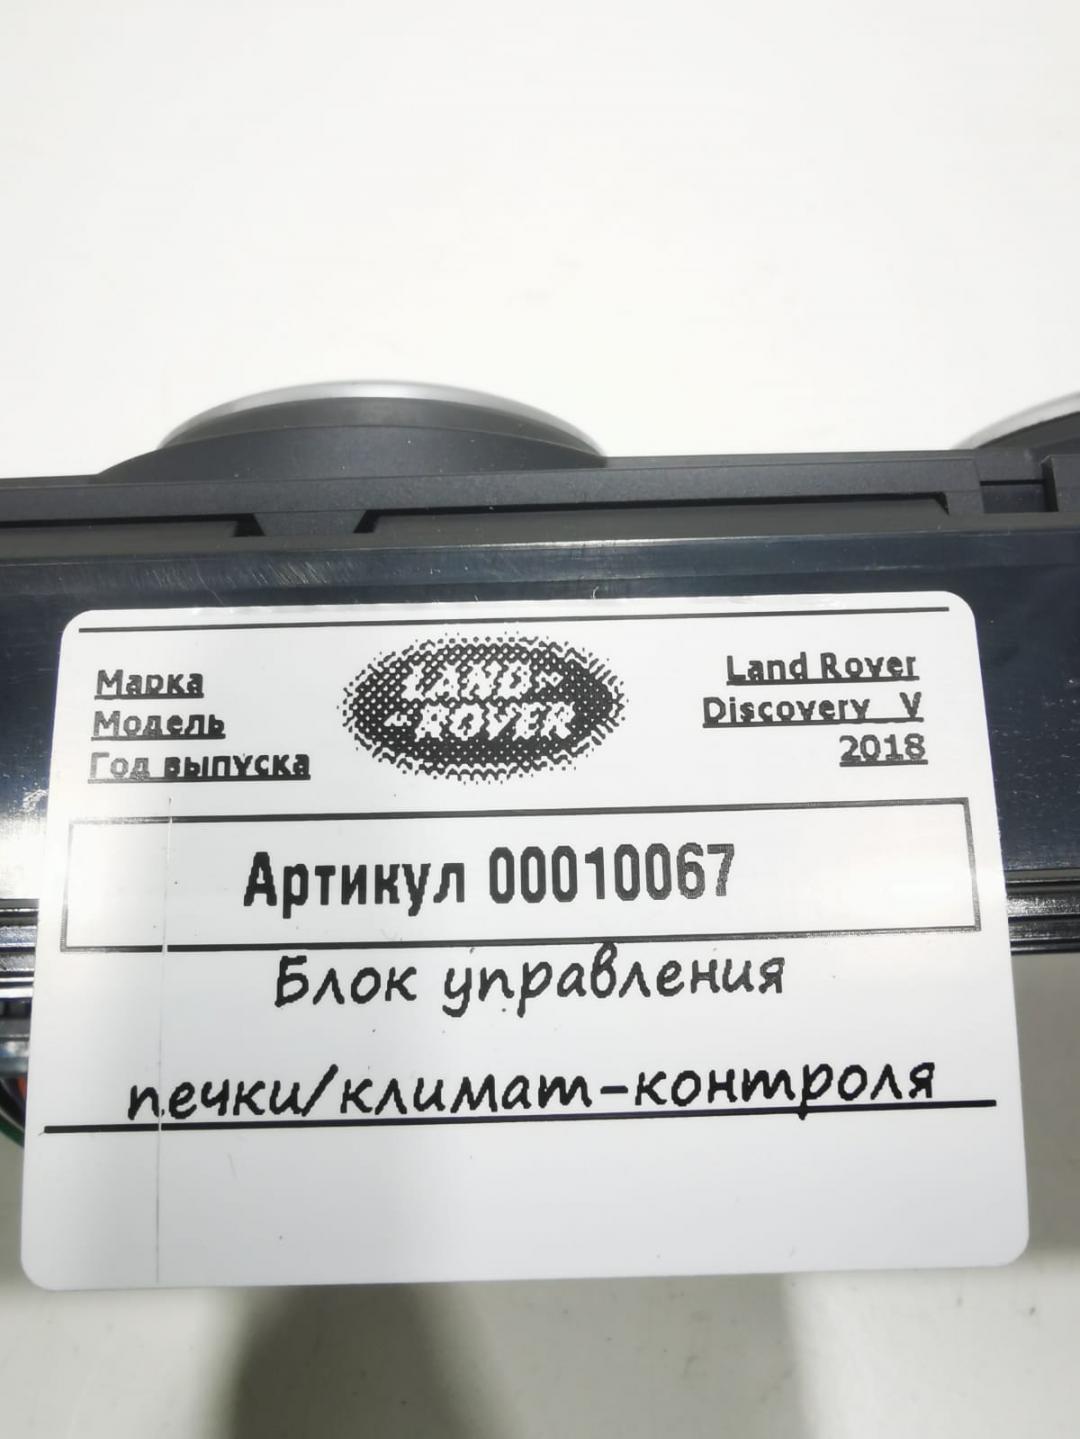 Марка
Модель
Год выпуска
LAND-
-ROVER
Land Rover
Discovery V
2018
Артикул 00010067
Блок управления
печки/климат-контроля